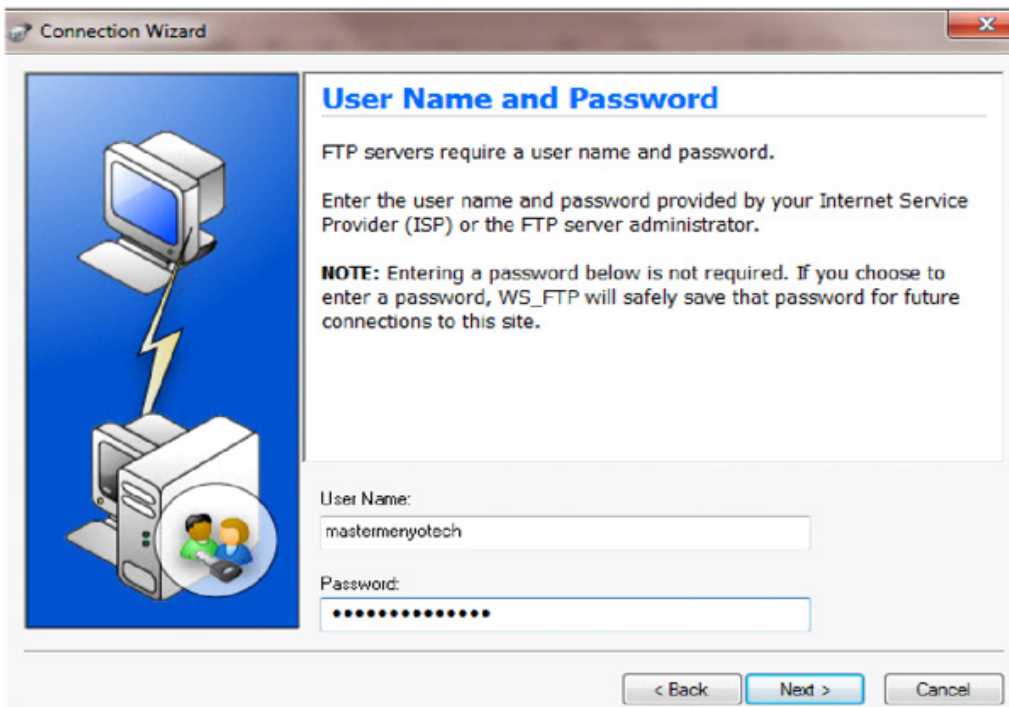 Connection Wizard
User Name and Password
FTP servers require a user name and password.
Enter the user name and password provided by your Internet Service
Provider (ISP) or the FTP server administrator.
NOTE: Entering a password below is not required. If you choose to
enter a password, WS_FTP will safely save that password for future
connections to this site.
User Name:
mastermenyotech
Password:
••••••••••••••
< Back Next > Cancel